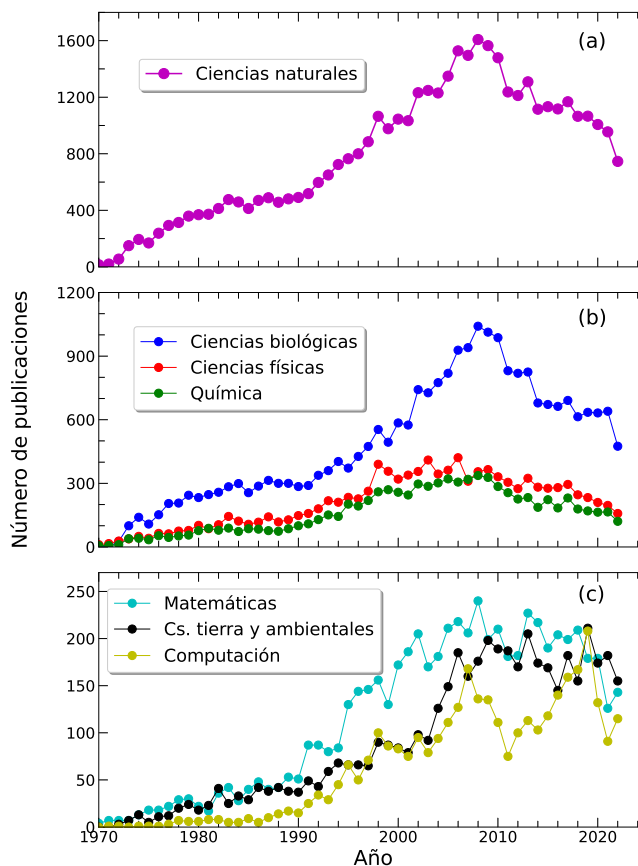 (a)
Ciencias naturales
1600
1200
800
400
0
(b)
Ciencias biológicas
Ciencias físicas
Química
1200
900
600
300
0
Número de publicaciones
(c)
Matemáticas
Cs. tierra y ambientales
Computación
250
200
150
100
50
0
1970 1980 1990 2000 2010 2020
Año